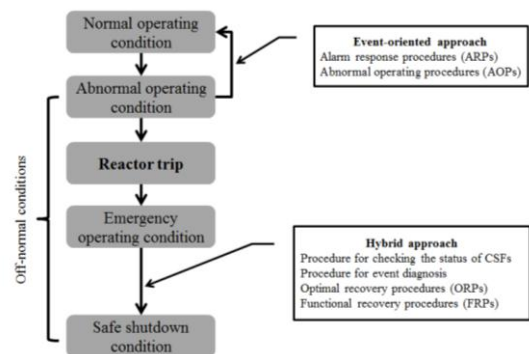 Normal operating
condition
Event-oriented approach
Alarm response procedures (ARPs)
Abnormal operating procedures (AOPs)
Abnormal operating
condition
Off-normal conditions
Reactor trip
Emergency
operating condition
Hybrid approach
Procedure for checking the status of CSFs
Procedure for event diagnosis
Optimal recovery procedures (ORPs)
Functional recovery procedures (FRPs)
Safe shutdown
condition